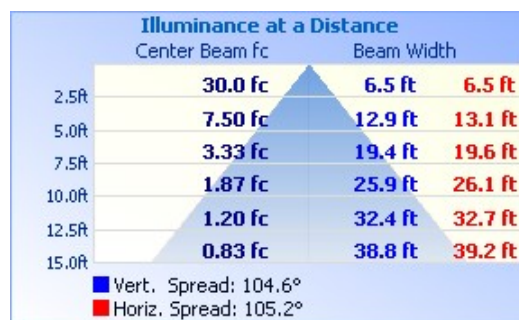 Illuminance at a Distance
Center Beam fc Beam Width
2.5ft 30.0 fc 6.5 ft 6.5 ft
5.0ft 7.50 fc 12.9 ft 13.1 ft
7.5ft 3.33 fc 19.4 ft 19.6 ft
10.0ft 1.87 fc 25.9 ft 26.1 ft
12.5ft 1.20 fc 32.4 ft 32.7 ft
15.0ft 0.83 fc 38.8 ft 39.2 ft
Vert. Spread: 104.6°
Horiz. Spread: 105.2°